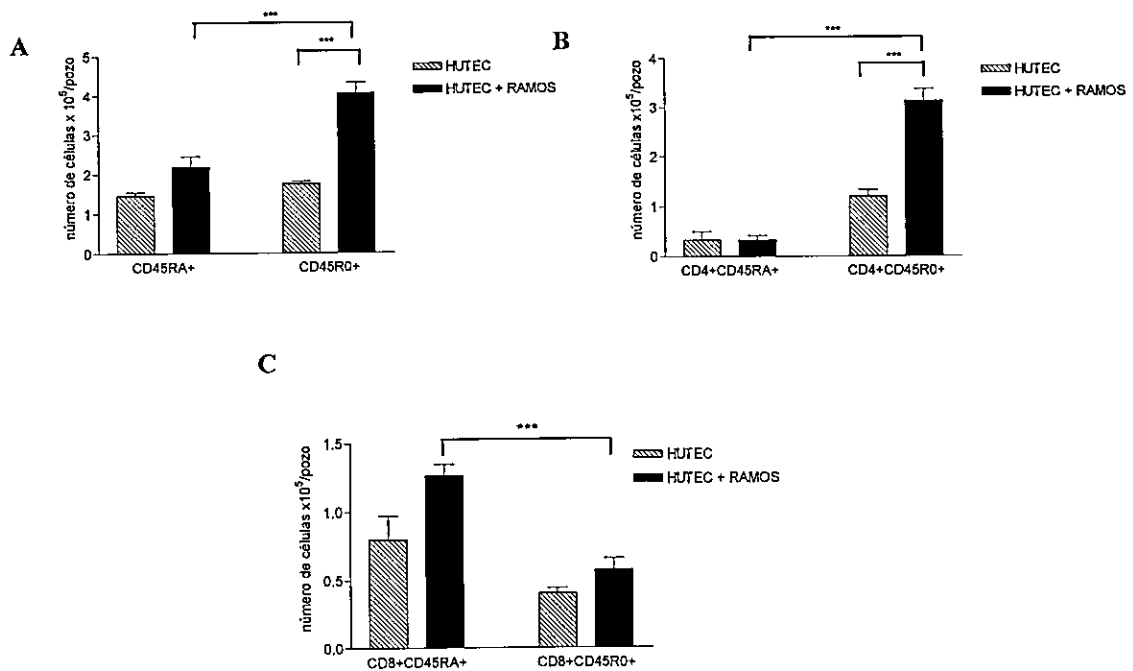 A
***
***
número de células x 10⁵/pozo
5
4
3
2
1
0
CD45RA+
CD45R0+
HUTEC
HUTEC + RAMOS
B
***
***
número de células x10⁵/pozo
4
3
2
1
0
CD4+CD45RA+
CD4+CD45R0+
HUTEC
HUTEC + RAMOS
C
***
número de células x10⁵/pozo
1.5
1.0
0.5
0.0
CD8+CD45RA+
CD8+CD45R0+
HUTEC
HUTEC + RAMOS